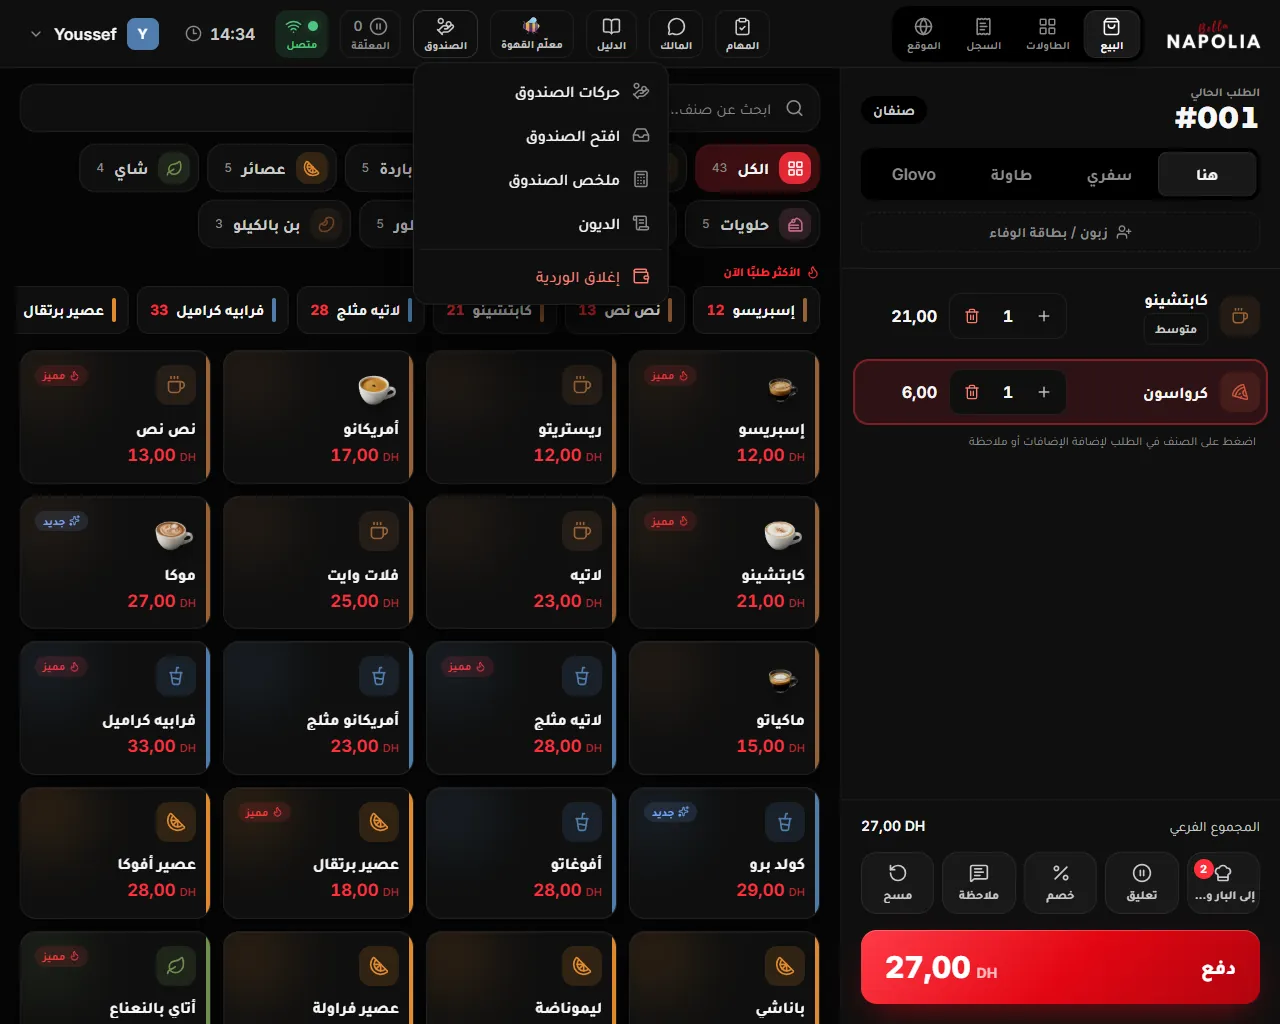 Bella
NAPOLIA
البيع
الطاولات
السجل
الموقع
المهام
المالك
الدليل
معلّم القهوة
الصندوق
0
المعلّقة
متصل
14:34
Y
Youssef
حركات الصندوق
افتح الصندوق
ملخص الصندوق
الديون
إغلاق الوردية
الطلب الحالي
#001
صنفان
هنا
سفري
طاولة
Glovo
زبون / بطاقة الوفاء
كابتشينو
متوسط
1
21,00
كرواسون
1
6,00
اضغط على الصنف في الطلب لإضافة الإضافات أو ملاحظة
المجموع الفرعي
27,00 DH
إلى البار و...
2
تعليق
خصم
ملاحظة
مسح
دفع
27,00 DH
ابحث عن صنف..
الكل 43
باردة 5
عصائر 5
شاي 4
حلويات 5
5
بن بالكيلو 3
الأكثر طلبًا الآن
إسبريسو 12
نص نص 13
كابتشينو 21
لاتيه مثلج 28
فرابيه كراميل 33
عصير برتقال
مميز
إسبريسو
12,00 DH
ريستريتو
12,00 DH
أمريكانو
17,00 DH
مميز
نص نص
13,00 DH
مميز
كابتشينو
21,00 DH
لاتيه
23,00 DH
فلات وايت
25,00 DH
جديد
موكا
27,00 DH
ماكياتو
15,00 DH
مميز
لاتيه مثلج
28,00 DH
أمريكانو مثلج
23,00 DH
مميز
فرابيه كراميل
33,00 DH
جديد
كولد برو
29,00 DH
أفوغاتو
28,00 DH
مميز
عصير برتقال
18,00 DH
عصير أفوكا
28,00 DH
باناشي
ليموناضة
عصير فراولة
مميز
أتاي بالنعناع